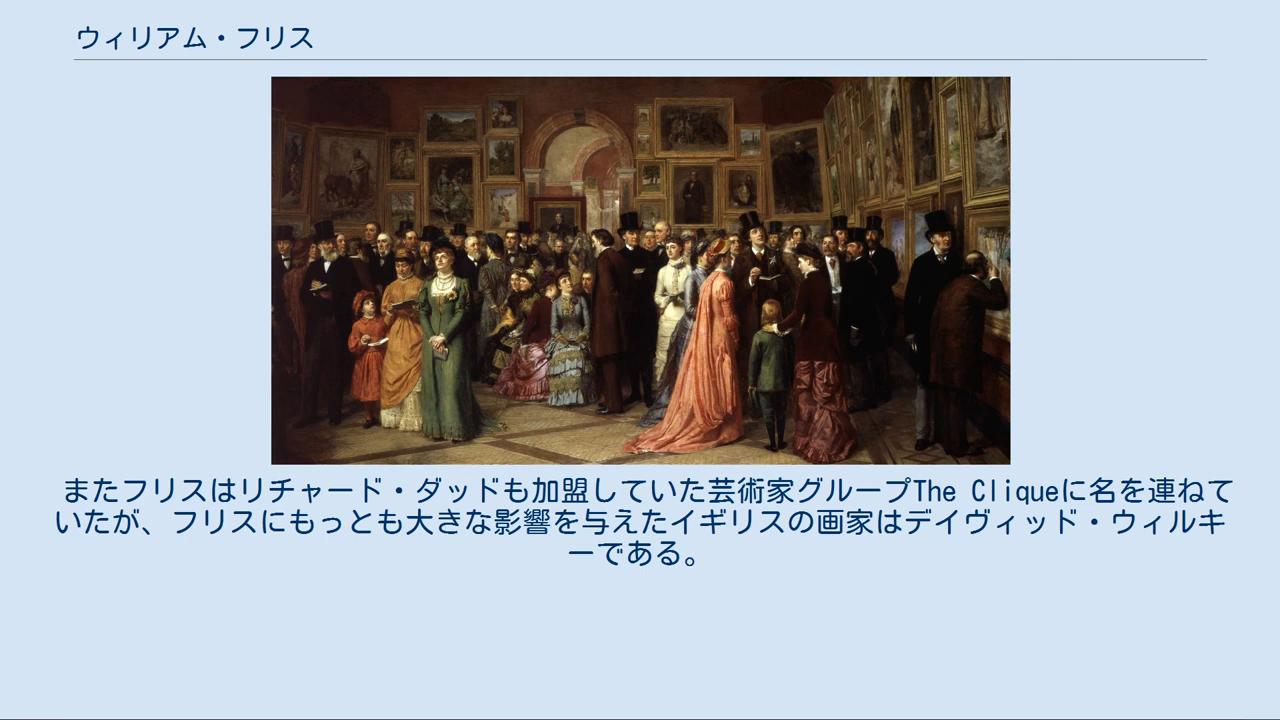 ウィリアム・フリス
またフリスはリチャード・ダッドも加盟していた芸術家グループThe Cliqueに名を連ねて
いたが、フリスにもっとも大きな影響を与えたイギリスの画家はデイヴィッド・ウィルキ
ーである。